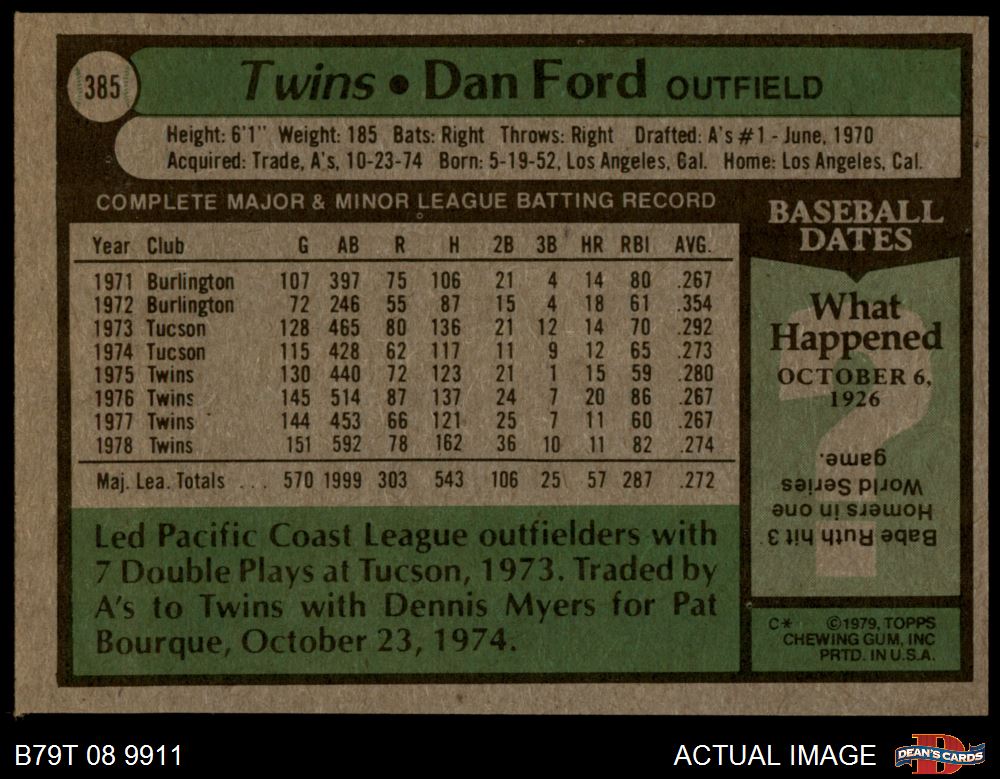 385
Twins • Dan Ford OUTFIELD
Height: 6'1" Weight: 185 Bats: Right Throws: Right Drafted: A's #1 - June, 1970
Acquired: Trade, A's, 10-23-74 Born: 5-19-52, Los Angeles, Cal. Home: Los Angeles, Cal.
COMPLETE MAJOR & MINOR LEAGUE BATTING RECORD
Year Club G AB R H 2B 3B HR RBI AVG.
1971 Burlington 107 397 75 106 21 4 14 80 .267
1972 Burlington 72 246 55 87 15 4 18 61 .354
1973 Tucson 128 465 80 136 21 12 14 70 .292
1974 Tucson 115 428 62 117 11 9 12 65 .273
1975 Twins 130 440 72 123 21 1 15 59 .280
1976 Twins 145 514 87 137 24 7 20 86 .267
1977 Twins 144 453 66 121 25 7 11 60 .267
1978 Twins 151 592 78 162 36 10 11 82 .274
Maj. Lea. Totals . . . 570 1999 303 543 106 25 57 287 .272
Led Pacific Coast League outfielders with
7 Double Plays at Tucson, 1973. Traded by
A's to Twins with Dennis Myers for Pat
Bourque, October 23, 1974.
BASEBALL
DATES
What
Happened
OCTOBER 6,
1926
?
Babe Ruth hit 3
Homers in one
World Series
game.
C* ©1979, TOPPS
CHEWING GUM, INC
PRTD. IN U.S.A.
B79T 08 9911
ACTUAL IMAGE
D
DEAN'S CARDS